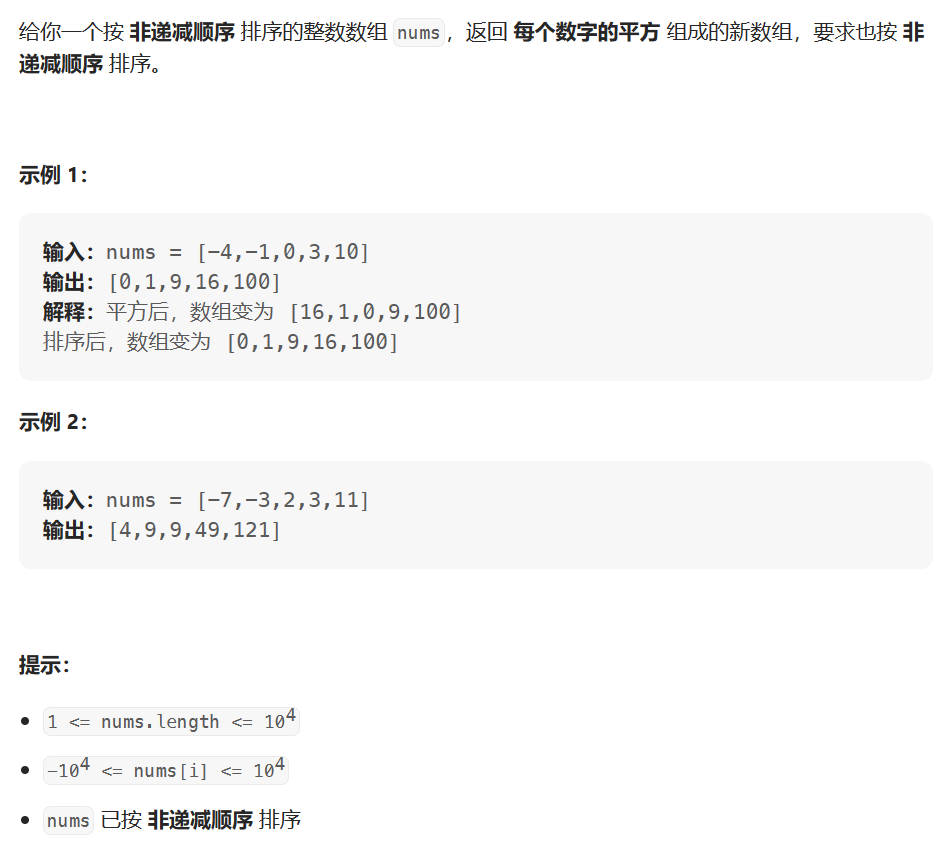 给你一个按 非递减顺序 排序的整数数组 nums，返回 每个数字的平方 组成的新数组，要求也按 非
递减顺序 排序。
示例 1：
输入：nums = [-4,-1,0,3,10]
输出：[0,1,9,16,100]
解释：平方后，数组变为 [16,1,0,9,100]
排序后，数组变为 [0,1,9,16,100]
示例 2：
输入：nums = [-7,-3,2,3,11]
输出：[4,9,9,49,121]
提示：
• 1 <= nums.length <= 10⁴
• -10⁴ <= nums[i] <= 10⁴
• nums 已按 非递减顺序 排序